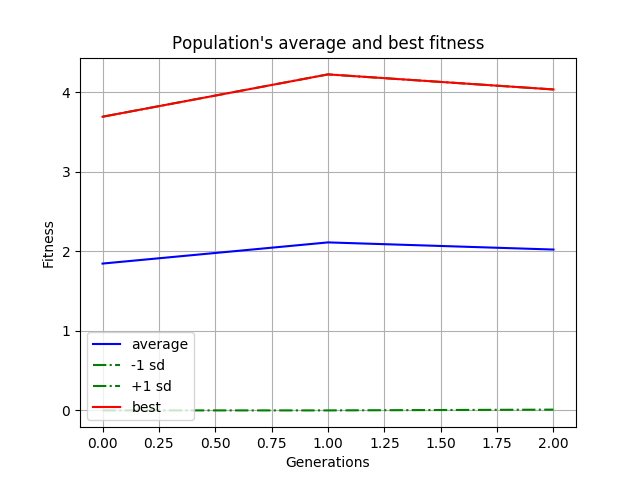 Population's average and best fitness
Fitness
4
3
2
1
0
average
-1 sd
+1 sd
best
0.00 0.25 0.50 0.75 1.00 1.25 1.50 1.75 2.00
Generations